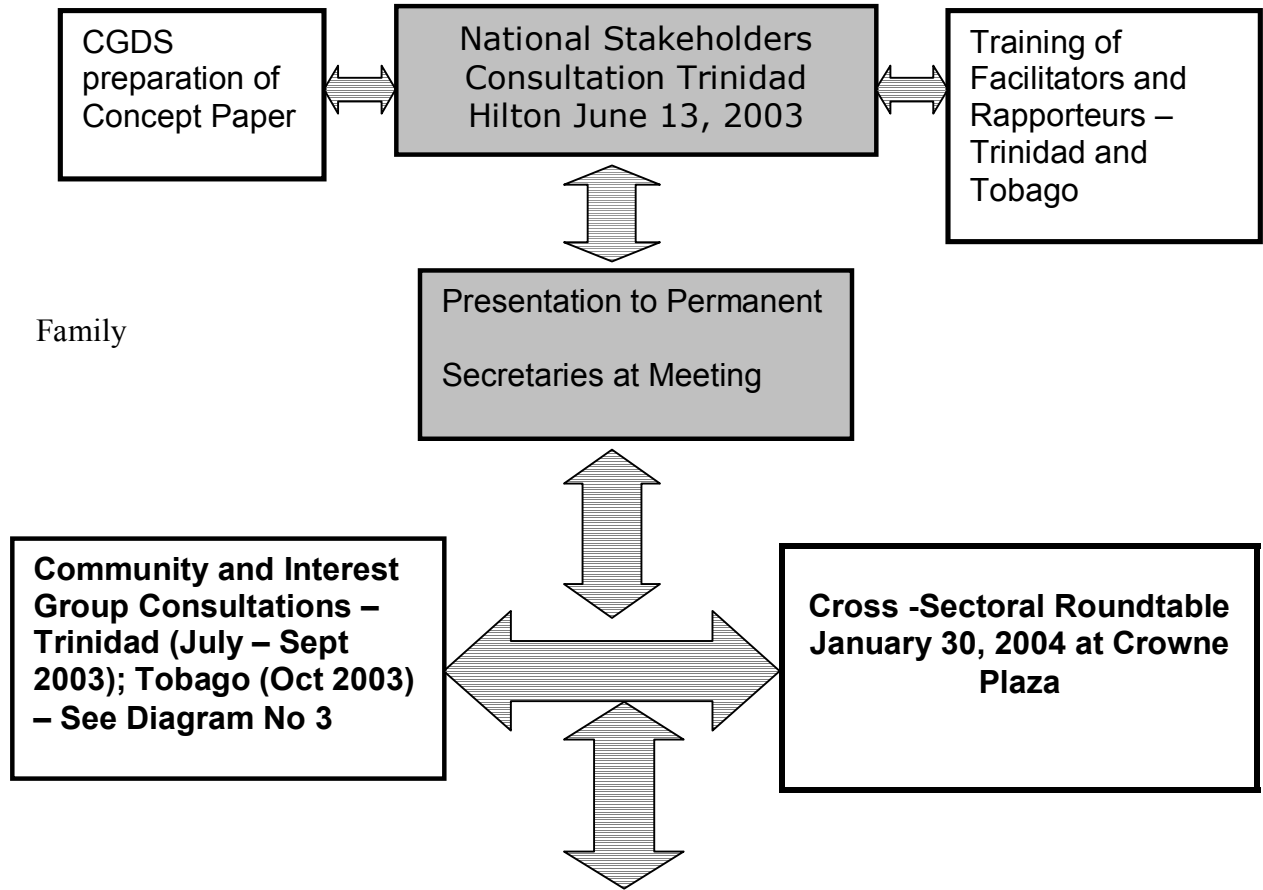 CGDS
preparation of
Concept Paper
National Stakeholders
Consultation Trinidad
Hilton June 13, 2003
Training of
Facilitators and
Rapporteurs –
Trinidad and
Tobago
Presentation to Permanent
Secretaries at Meeting
Family
Community and Interest
Group Consultations –
Trinidad (July – Sept
2003); Tobago (Oct 2003)
– See Diagram No 3
Cross -Sectoral Roundtable
January 30, 2004 at Crowne
Plaza